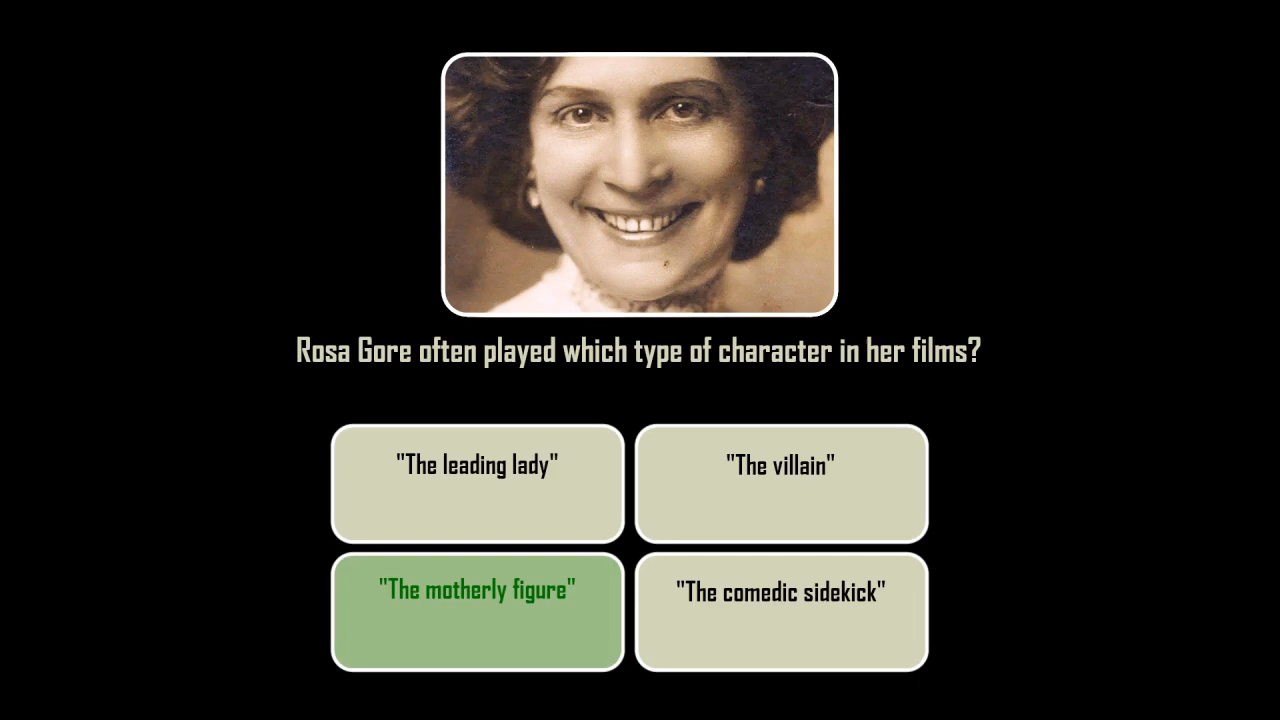 Rosa Gore often played which type of character in her films?
"The leading lady"
"The villain"
"The motherly figure"
"The comedic sidekick"